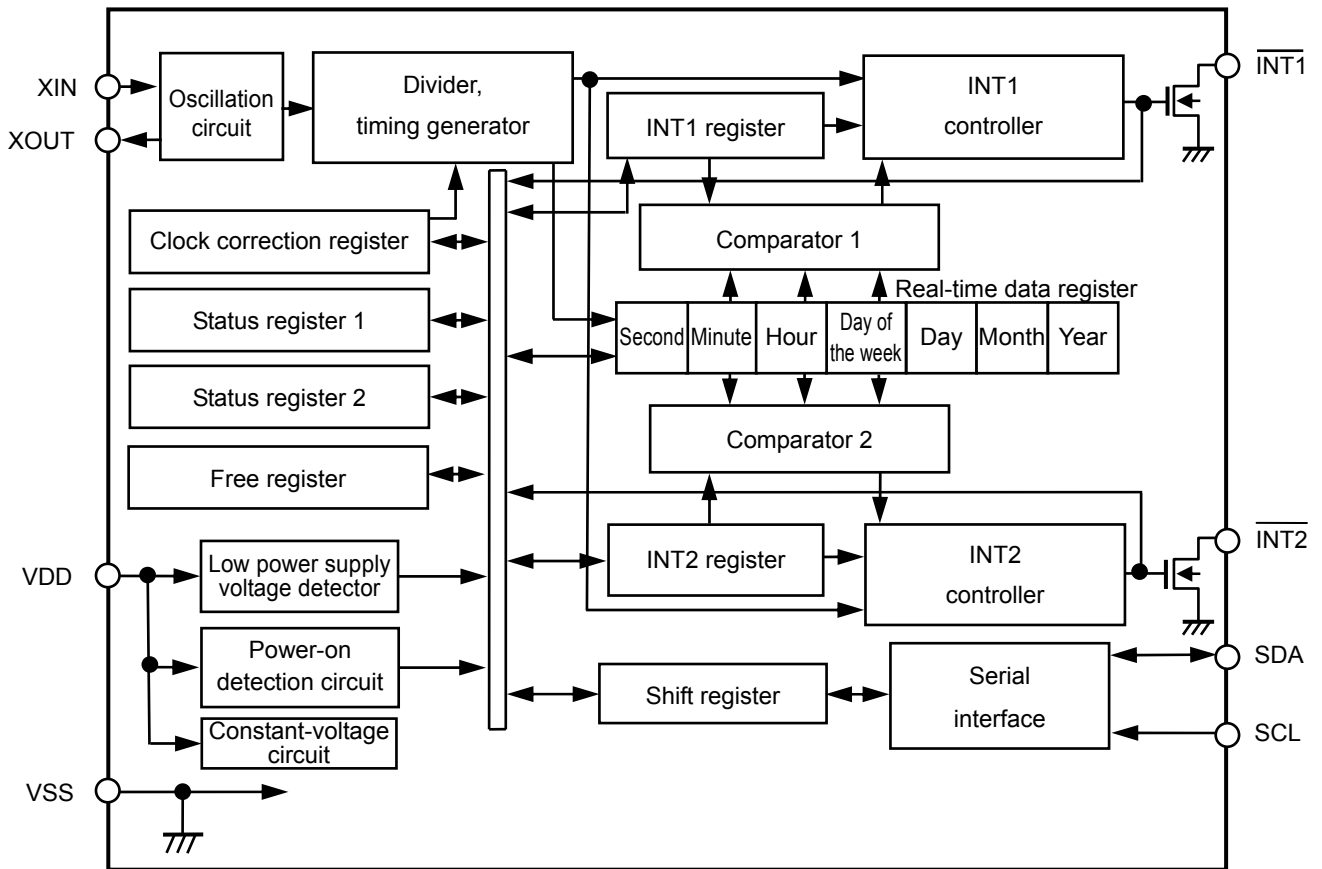 XIN
XOUT
Oscillation
circuit
Divider,
timing generator
INT1 register
INT1
controller
INT1
Clock correction register
Comparator 1
Status register 1
Real-time data register
Second
Minute
Hour
Day of
the week
Day
Month
Year
Status register 2
Comparator 2
Free register
VDD
Low power supply
voltage detector
INT2 register
INT2
controller
INT2
Power-on
detection circuit
Shift register
Serial
interface
SDA
SCL
Constant-voltage
circuit
VSS